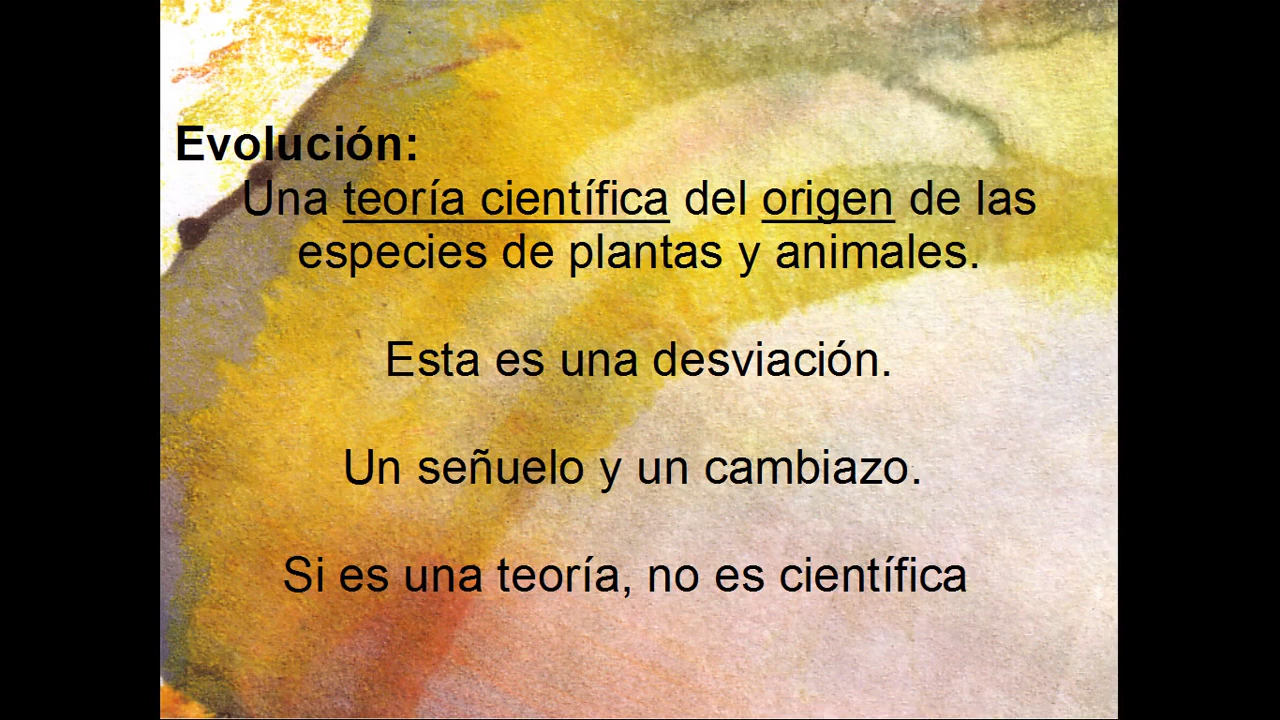 Evolución:
Una teoría científica del origen de las
especies de plantas y animales.
Esta es una desviación.
Un señuelo y un cambiazo.
Si es una teoría, no es científica